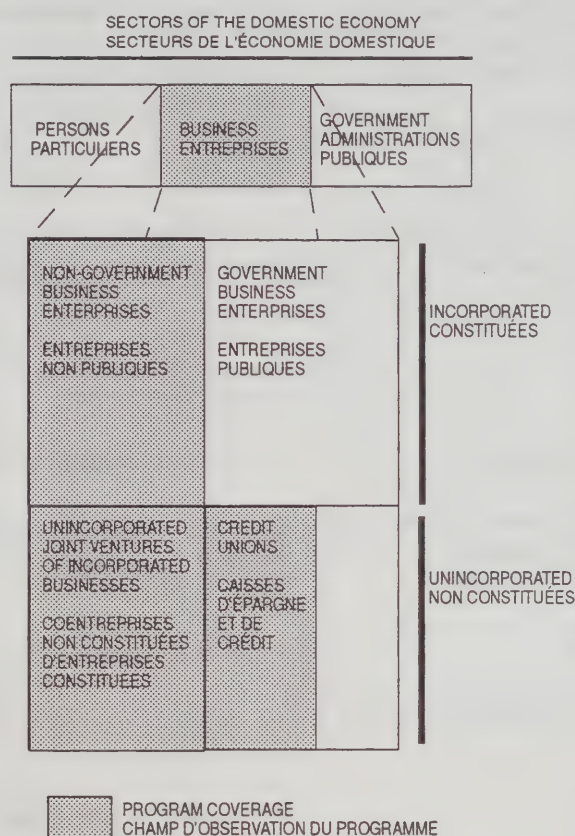 SECTORS OF THE DOMESTIC ECONOMY
SECTEURS DE L'ÉCONOMIE DOMESTIQUE
PERSONS
PARTICULIERS
BUSINESS
ENTREPRISES
GOVERNMENT
ADMINISTRATIONS
PUBLIQUES
NON-GOVERNMENT
BUSINESS
ENTERPRISES
ENTREPRISES
NON PUBLIQUES
GOVERNMENT
BUSINESS
ENTERPRISES
ENTREPRISES
PUBLIQUES
INCORPORATED
CONSTITUÉES
UNINCORPORATED
JOINT VENTURES
OF INCORPORATED
BUSINESSES
COENTREPRISES
NON CONSTITUÉES
D'ENTREPRISES
CONSTITUÉES
CREDIT
UNIONS
CAISSES
D'ÉPARGNE
ET DE
CRÉDIT
UNINCORPORATED
NON CONSTITUÉES
PROGRAM COVERAGE
CHAMP D'OBSERVATION DU PROGRAMME